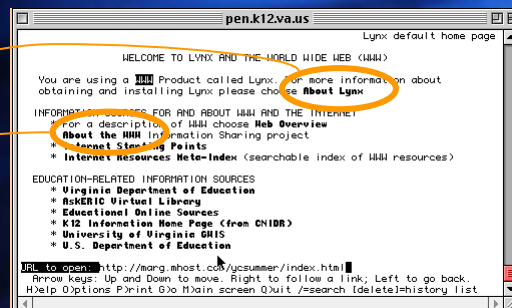 pen.k12.va.us
Lynx default home page
WELCOME TO LYNX AND THE WORLD WIDE WEB (WWW)
You are using a WWW Product called Lynx. For more information about
obtaining and installing Lynx please choose About Lynx
INFORMATION SOURCES FOR AND ABOUT WWW AND THE INTERNET
* For a description of WWW choose Web Overview
* About the WWW Information Sharing project
* Internet Starting Points
* Internet Resources Meta-Index (searchable index of WWW resources)
EDUCATION-RELATED INFORMATION SOURCES
* Virginia Department of Education
* AskERIC Virtual Library
* Educational Online Sources
* K12 Information Home Page (from CNIDR)
* University of Virginia GWIS
* U.S. Department of Education
URL to open: http://marg.mhost.com/ycsummer/index.html
Arrow keys: Up and Down to move. Right to follow a link; Left to go back.
H)elp O)ptions P)rint G)o M)ain screen Q)uit /=search [delete]=history list